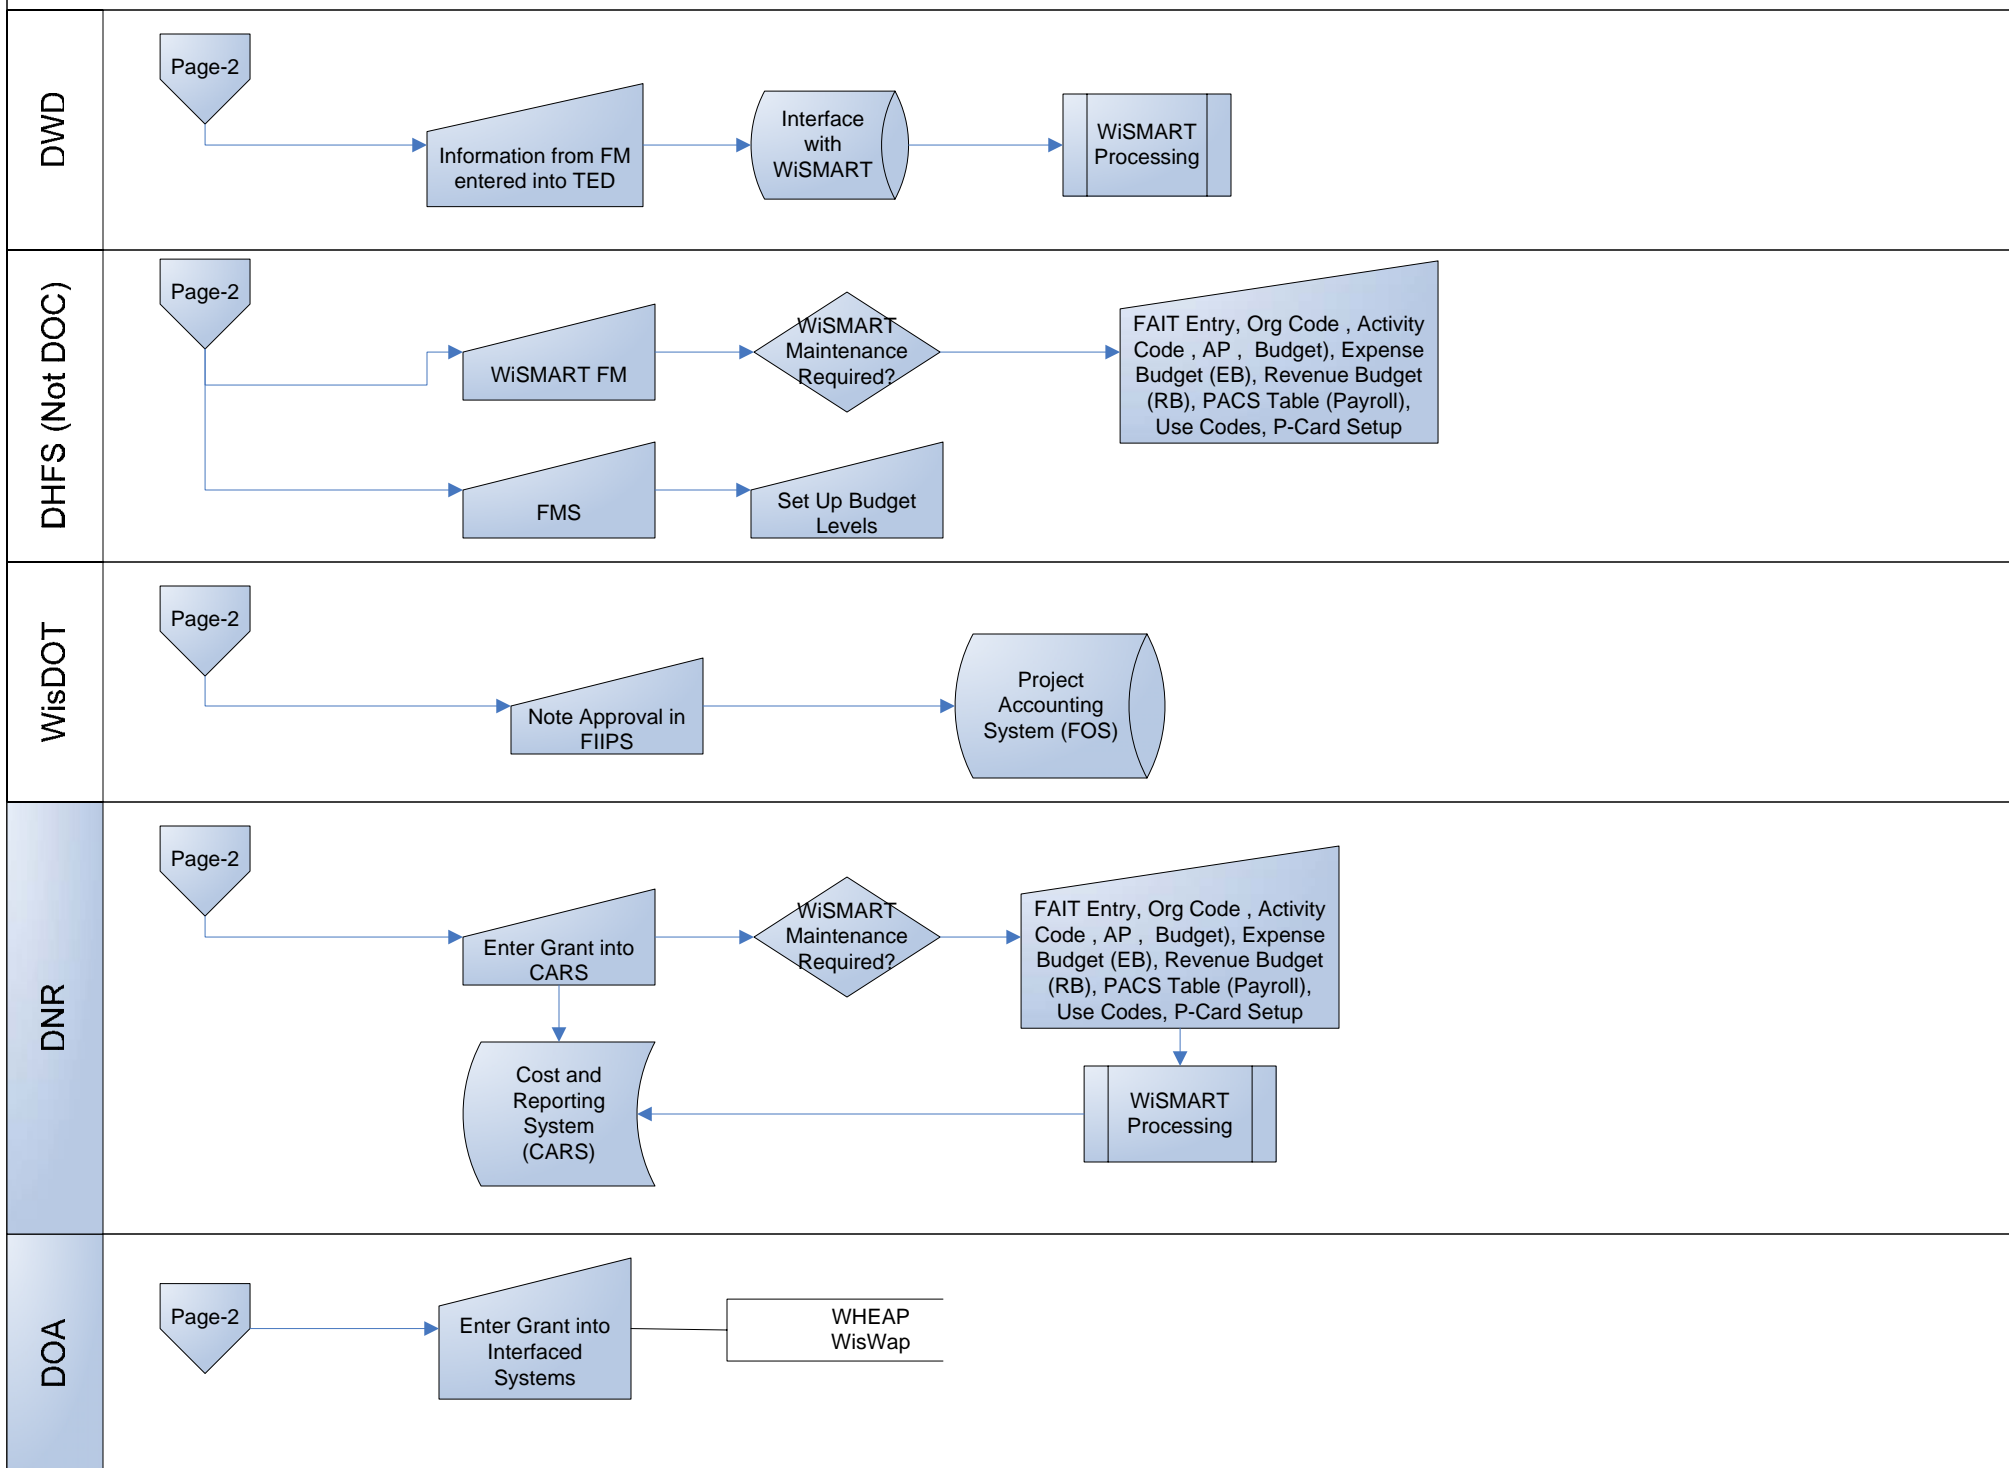 DWD
Page-2
Information from FM
entered into TED
Interface
with
WiSMART
WiSMART
Processing
DHFS (Not DOC)
Page-2
WiSMART FM
WiSMART
Maintenance
Required?
FAIT Entry, Org Code , Activity
Code , AP ,  Budget), Expense
Budget (EB), Revenue Budget
(RB), PACS Table (Payroll),
Use Codes, P-Card Setup
FMS
Set Up Budget
Levels
WisDOT
Page-2
Note Approval in
FIIPS
Project
Accounting
System (FOS)
DNR
Page-2
Enter Grant into
CARS
WiSMART
Maintenance
Required?
FAIT Entry, Org Code , Activity
Code , AP ,  Budget), Expense
Budget (EB), Revenue Budget
(RB), PACS Table (Payroll),
Use Codes, P-Card Setup
Cost and
Reporting
System
(CARS)
WiSMART
Processing
DOA
Page-2
Enter Grant into
Interfaced
Systems
WHEAP
WisWap